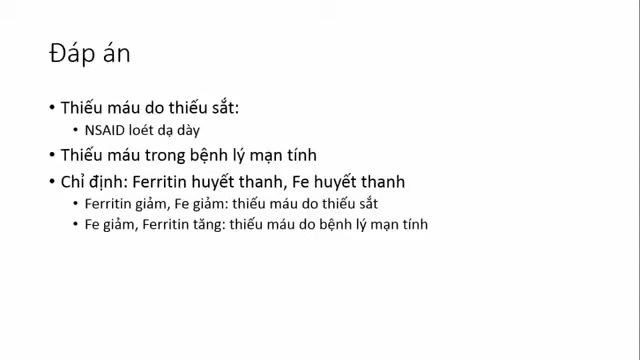 Đáp án
• Thiếu máu do thiếu sắt:
• NSAID loét dạ dày
• Thiếu máu trong bệnh lý mạn tính
• Chỉ định: Ferritin huyết thanh, Fe huyết thanh
• Ferritin giảm, Fe giảm: thiếu máu do thiếu sắt
• Fe giảm, Ferritin tăng: thiếu máu do bệnh lý mạn tính